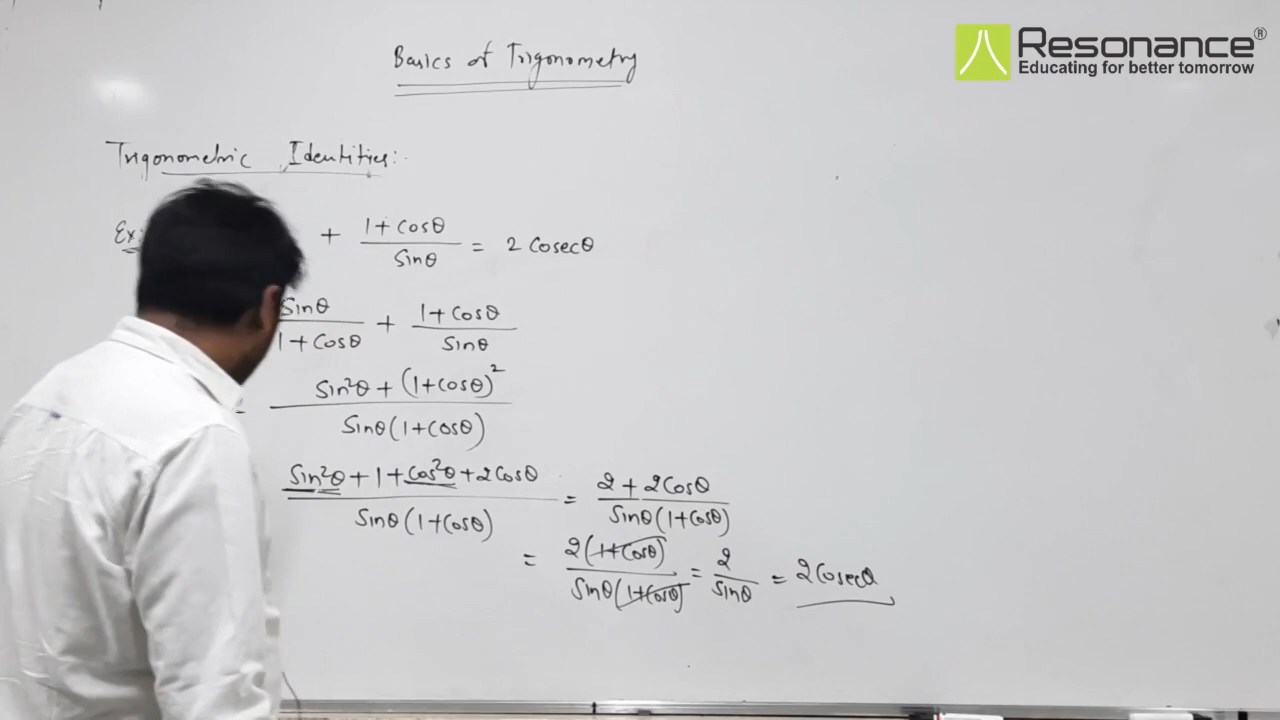 Resonance®
Educating for better tomorrow
Basics of Trigonometry
Trigonometric Identities:-
Ex: + (1+cosθ)/sinθ = 2 cosecθ
sinθ/(1+cosθ) + (1+cosθ)/sinθ
= (sin²θ + (1+cosθ)²)/(sinθ(1+cosθ))
(sin²θ + 1 + cos²θ + 2cosθ)/(sinθ(1+cosθ)) = (2 + 2cosθ)/(sinθ(1+cosθ))
= 2(1+cosθ)/(sinθ(1+cosθ)) = 2/sinθ = 2cosecθ